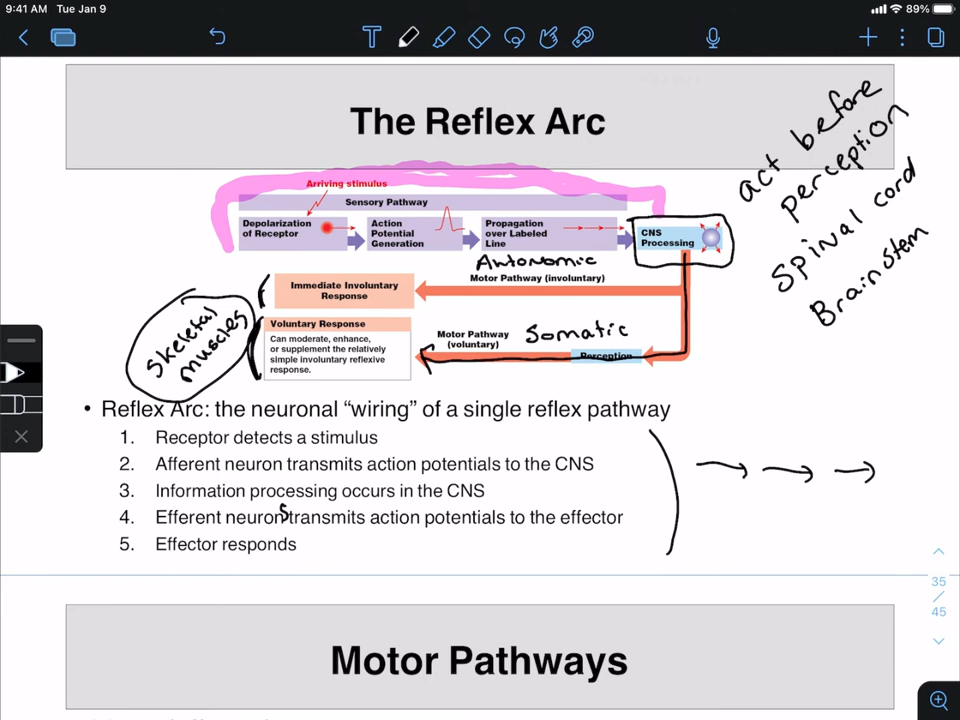 9:41 AM Tue Jan 9
89%
The Reflex Arc
act before
perception
Spinal cord
Brainstem
Arriving stimulus
Sensory Pathway
Depolarization
of Receptor
Action
Potential
Generation
Propagation
over Labeled
Line
CNS
Processing
Autonomic
Motor Pathway (involuntary)
Immediate Involuntary
Response
Skeletal
muscles
Voluntary Response
Can moderate, enhance,
or supplement the relatively
simple involuntary reflexive
response.
Motor Pathway
(voluntary)
Somatic
Perception
• Reflex Arc: the neuronal “wiring” of a single reflex pathway
1. Receptor detects a stimulus
2. Afferent neuron transmits action potentials to the CNS
3. Information processing occurs in the CNS
4. Efferent neurons transmits action potentials to the effector
5. Effector responds
35
/
45
Motor Pathways